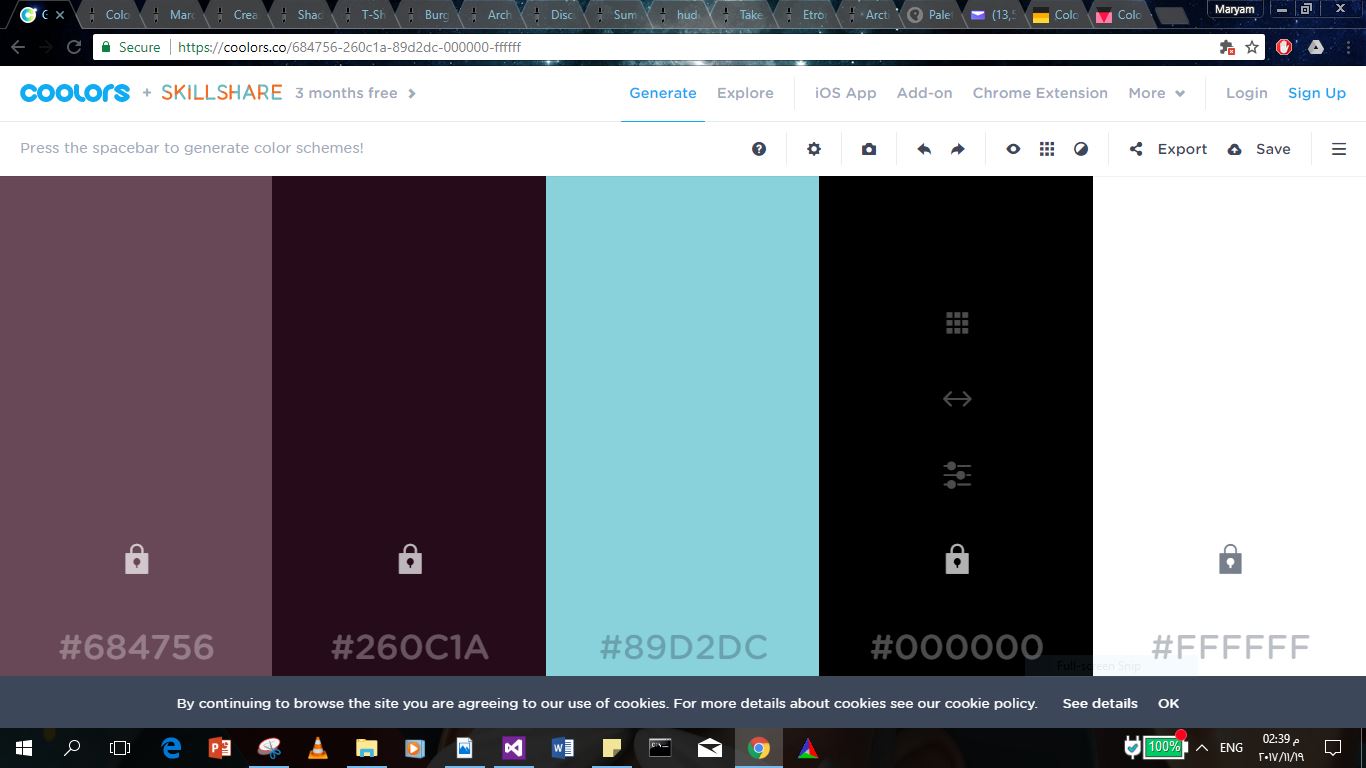 G Colo Marc Crea Shac T-Sh Burg Arch Disc Sum hud Take Etro Arct Palet (13,5 Colo Colo Maryam
Secure https://coolors.co/684756-260c1a-89d2dc-000000-ffffff
coolors + SKILLSHARE 3 months free Generate Explore iOS App Add-on Chrome Extension More Login Sign Up
Press the spacebar to generate color schemes! Export Save
#684756 #260C1A #89D2DC #000000 #FFFFFF
Full-screen Snip
By continuing to browse the site you are agreeing to our use of cookies. For more details about cookies see our cookie policy. See details OK
100% ENG 02:39 م
٢٠١٧/١١/١٩